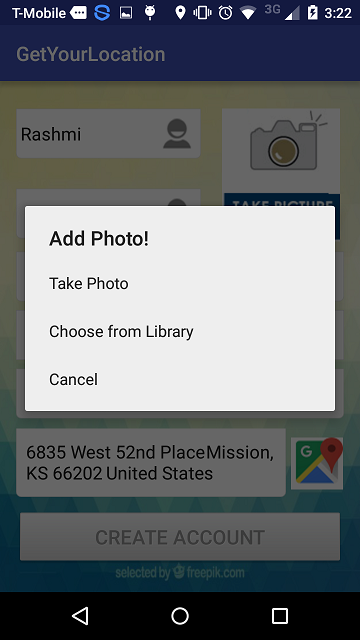 T-Mobile
3G
3:22
GetYourLocation
Rashmi
TAKE PICTURE
Add Photo!
Take Photo
Choose from Library
Cancel
6835 West 52nd PlaceMission,
KS 66202 United States
G
CREATE ACCOUNT
selected by freepik.com